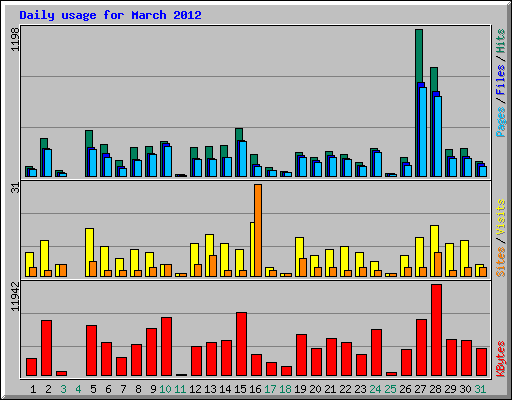 Daily usage for March 2012
1198
Pages / Files / Hits
31
Sites / Visits
11942
KBytes
1 2 3 4 5 6 7 8 9 10 11 12 13 14 15 16 17 18 19 20 21 22 23 24 25 26 27 28 29 30 31